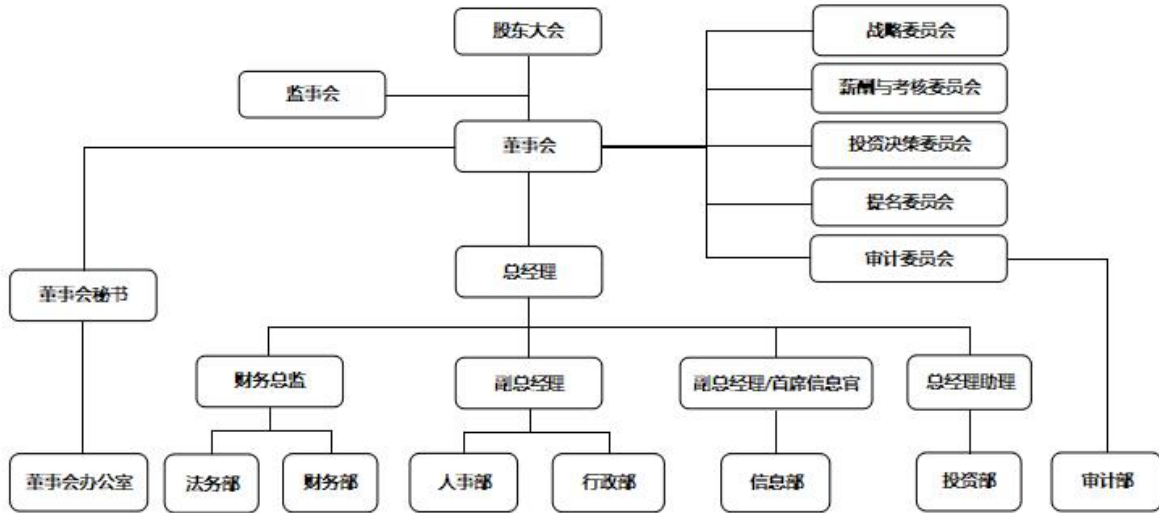 股东大会
战略委员会
监事会
薪酬与考核委员会
董事会
投资决策委员会
提名委员会
总经理
审计委员会
董事会秘书
财务总监
副总经理
副总经理/首席信息官
总经理助理
董事会办公室
法务部
财务部
人事部
行政部
信息部
投资部
审计部